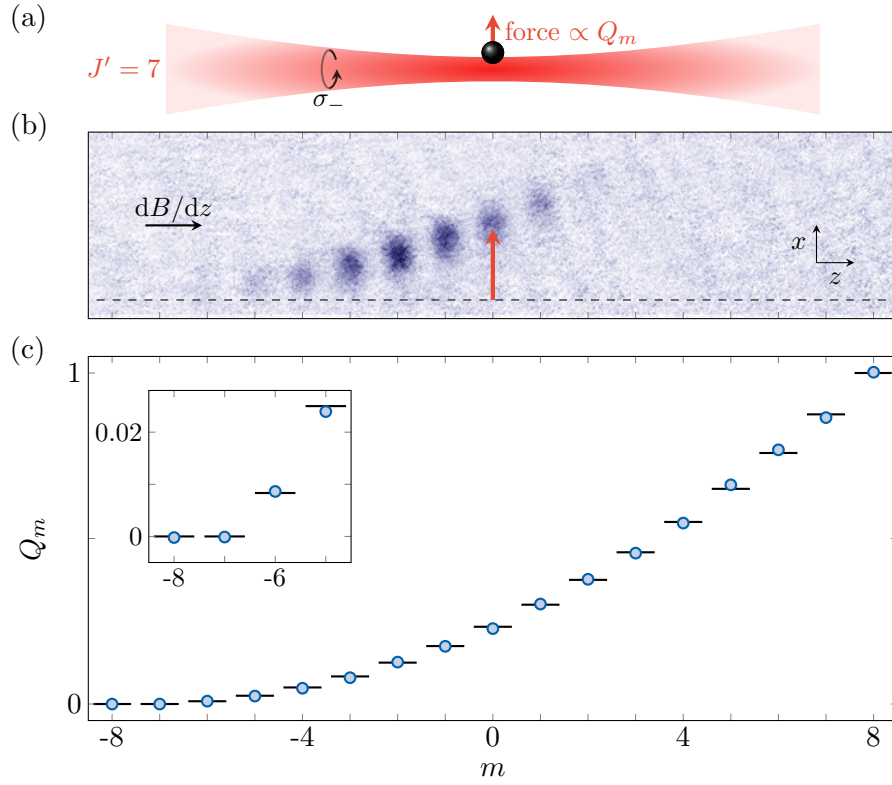 (a)
force ∝ Q_m
J′ = 7
σ_−
(b)
dB/dz
x
z
(c)
1
0.02
0
-8
-6
Q_m
0
-8
-4
0
4
8
m